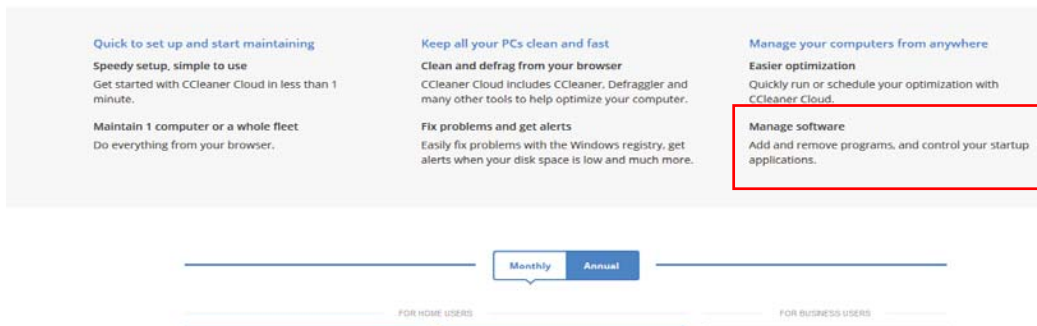 Quick to set up and start maintaining
Speedy setup, simple to use
Get started with CCleaner Cloud in less than 1
minute.
Maintain 1 computer or a whole fleet
Do everything from your browser.
Keep all your PCs clean and fast
Clean and defrag from your browser
CCleaner Cloud includes CCleaner, Defraggler and
many other tools to help optimize your computer.
Fix problems and get alerts
Easily fix problems with the Windows registry, get
alerts when your disk space is low and much more.
Manage your computers from anywhere
Easier optimization
Quickly run or schedule your optimization with
CCleaner Cloud.
Manage software
Add and remove programs, and control your startup
applications.
Monthly
Annual
FOR HOME USERS
FOR BUSINESS USERS